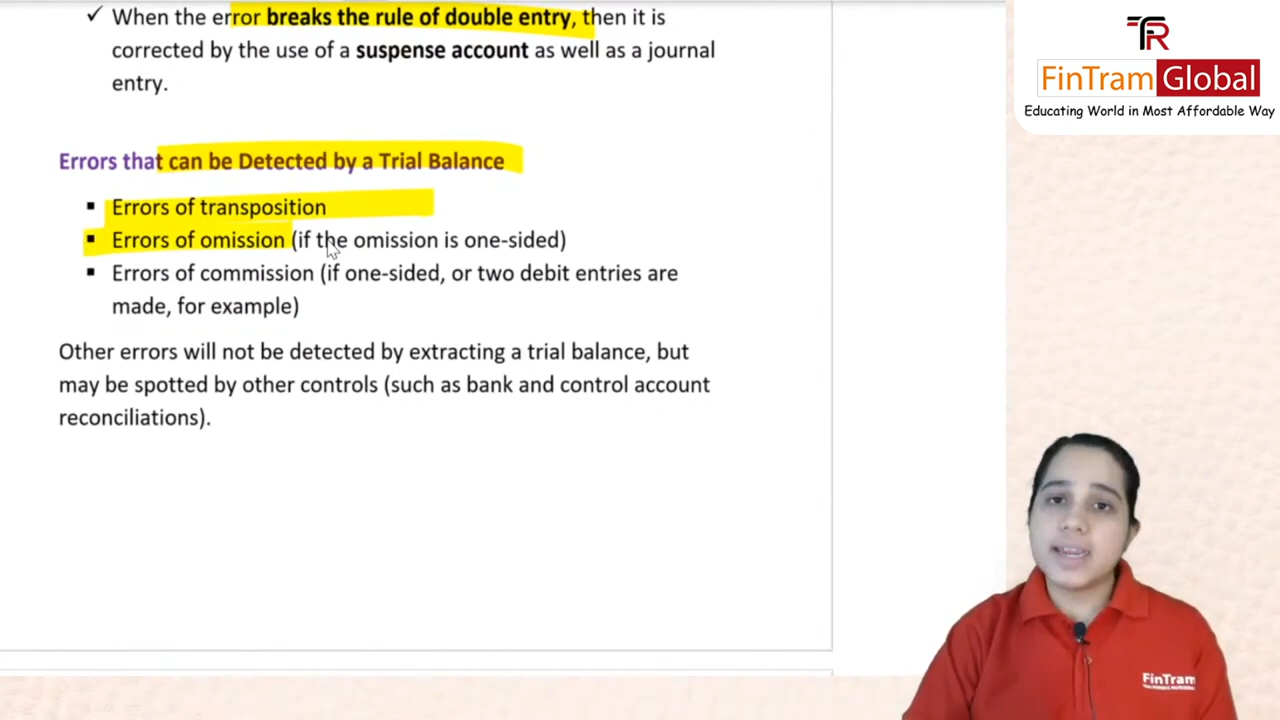 ✓ When the error breaks the rule of double entry, then it is
corrected by the use of a suspense account as well as a journal
entry.
Errors that can be Detected by a Trial Balance
▪ Errors of transposition
▪ Errors of omission (if the omission is one-sided)
▪ Errors of commission (if one-sided, or two debit entries are
made, for example)
Other errors will not be detected by extracting a trial balance, but
may be spotted by other controls (such as bank and control account
reconciliations).
FinTram Global
Educating World in Most Affordable Way
FinTram